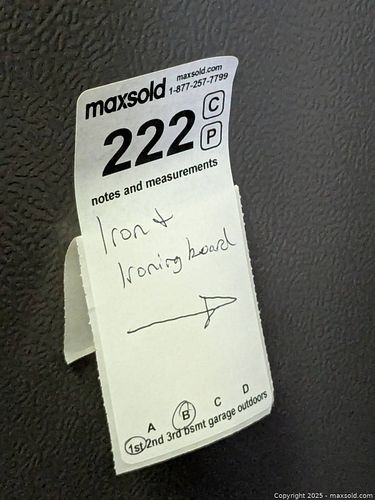 maxsold maxsold.com
1-877-257-7799
222 C
P
notes and measurements
Iron +
Ironing board
A B C D
1st 2nd 3rd bsmt garage outdoors
Copyright 2025 - maxsold.com